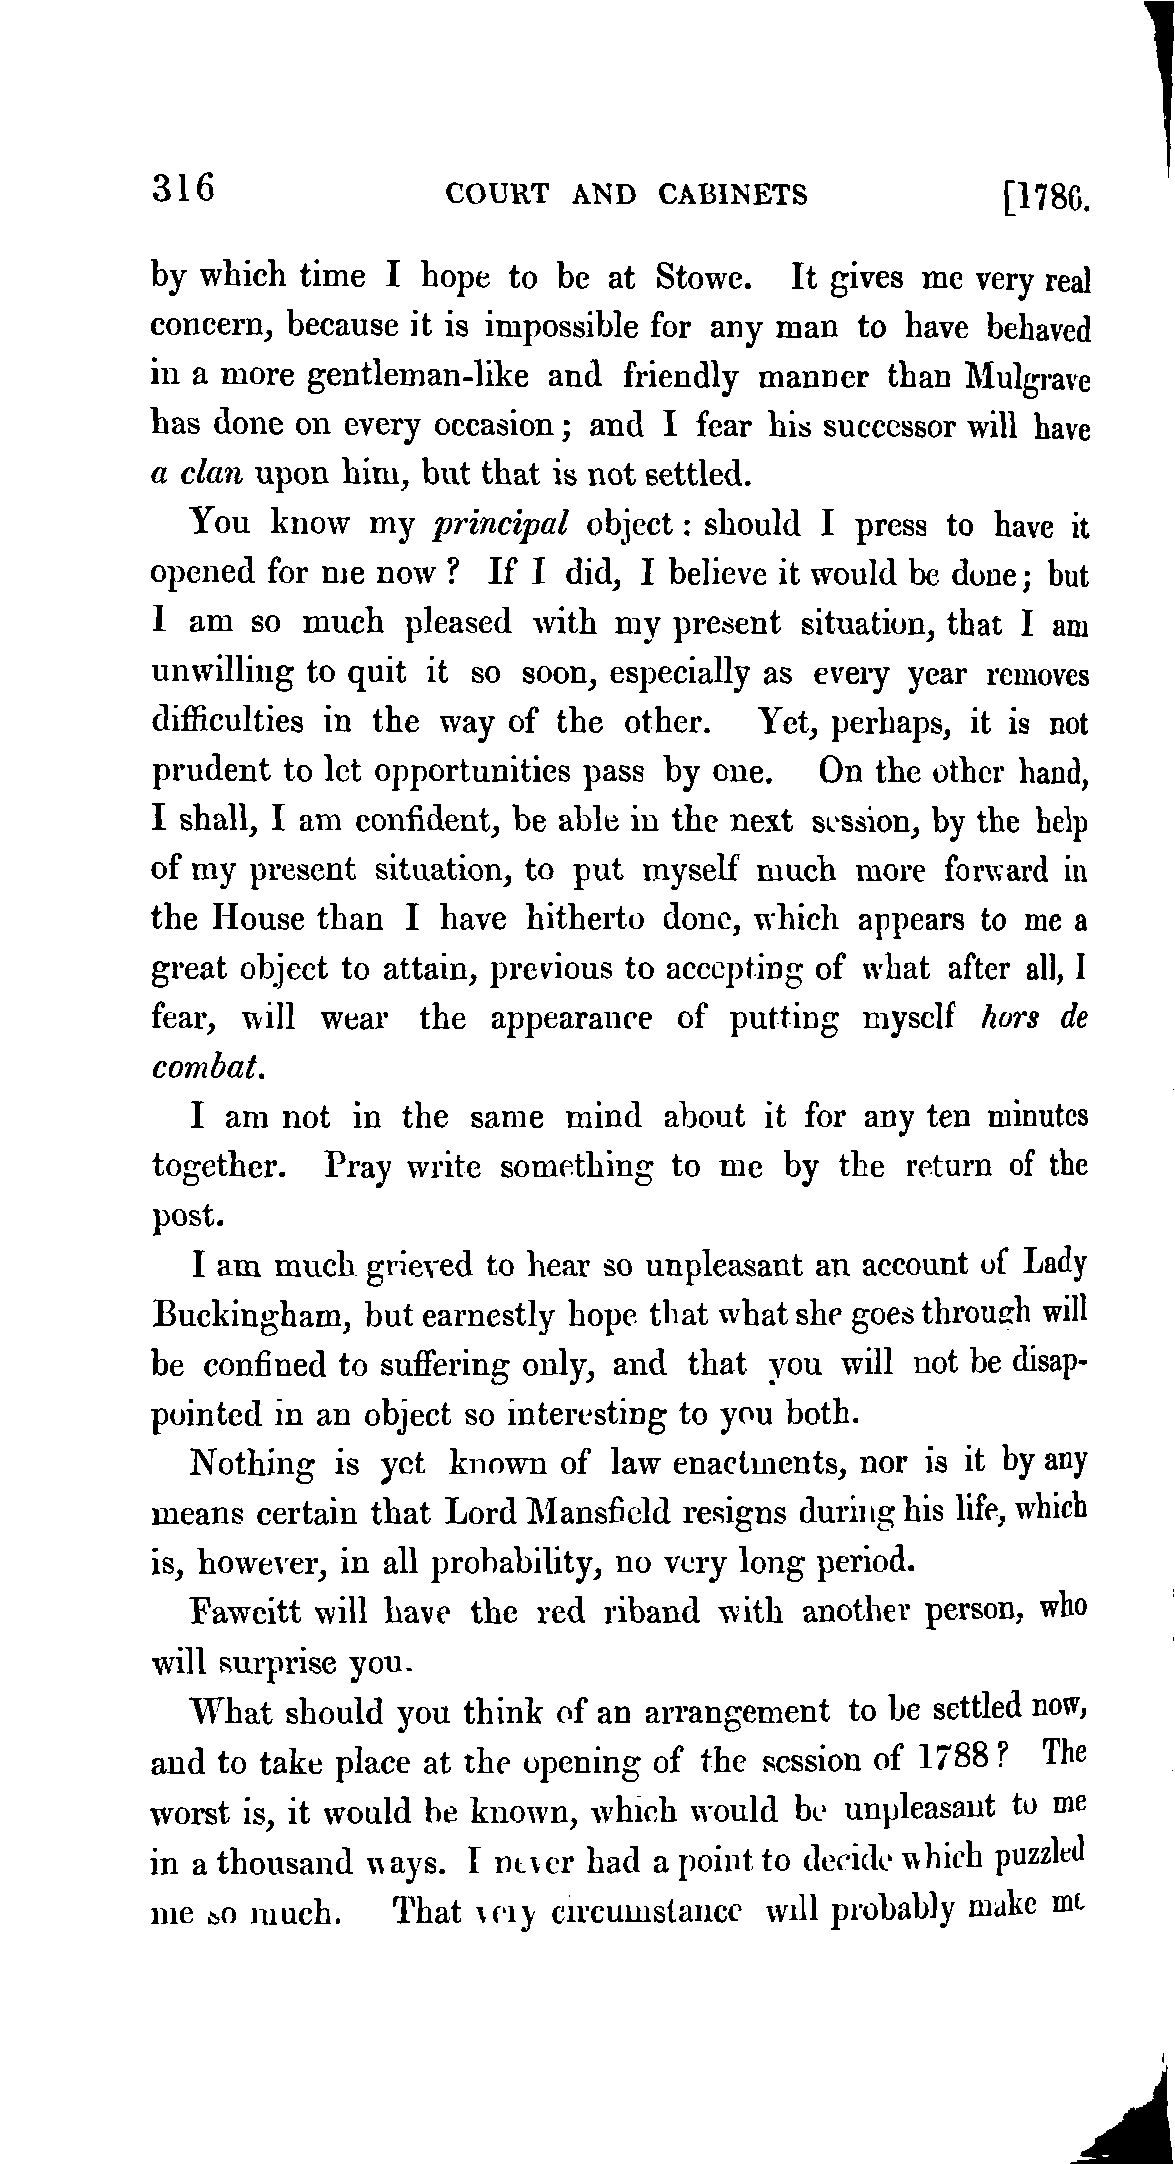 316 COURT AND CABINETS [1786.
by which time I hope to be at Stowe. It gives me very real
concern, because it is impossible for any man to have behaved
in a more gentleman-like and friendly manner than Mulgrave
has done on every occasion; and I fear his successor will have
a clan upon him, but that is not settled.
You know my principal object: should I press to have it
opened for me now? If I did, I believe it would be done; but
I am so much pleased with my present situation, that I am
unwilling to quit it so soon, especially as every year removes
difficulties in the way of the other. Yet, perhaps, it is not
prudent to let opportunities pass by one. On the other hand,
I shall, I am confident, be able in the next session, by the help
of my present situation, to put myself much more forward in
the House than I have hitherto done, which appears to me a
great object to attain, previous to accepting of what after all, I
fear, will wear the appearance of putting myself hors de
combat.
I am not in the same mind about it for any ten minutes
together. Pray write something to me by the return of the
post.
I am much grieved to hear so unpleasant an account of Lady
Buckingham, but earnestly hope that what she goes through will
be confined to suffering only, and that you will not be disap-
pointed in an object so interesting to you both.
Nothing is yet known of law enactments, nor is it by any
means certain that Lord Mansfield resigns during his life, which
is, however, in all probability, no very long period.
Fawcitt will have the red riband with another person, who
will surprise you.
What should you think of an arrangement to be settled now,
and to take place at the opening of the session of 1788? The
worst is, it would be known, which would be unpleasant to me
in a thousand ways. I never had a point to decide which puzzled
me so much. That very circumstance will probably make me